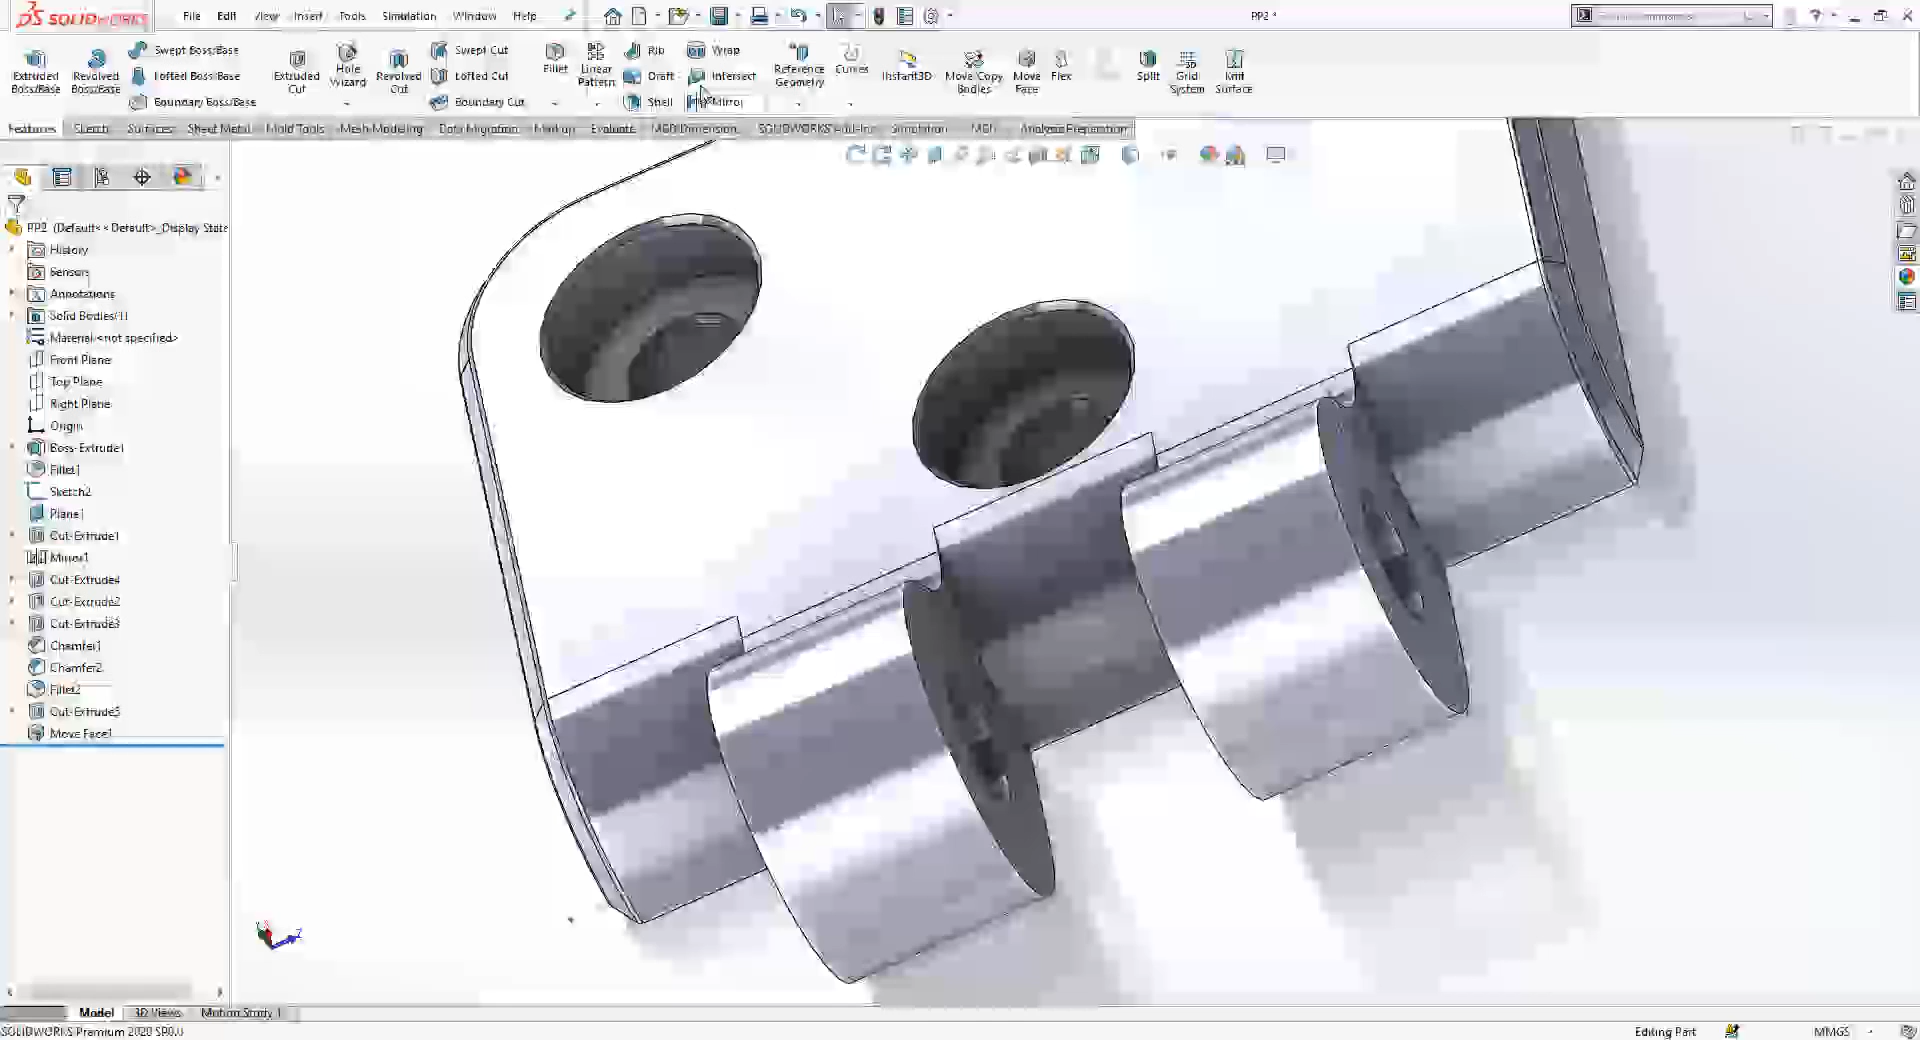 SOLIDWORKS File Edit View Insert Tools Simulation Window Help PP2 *
Extruded Boss/Base
Revolved Boss/Base
Swept Boss/Base
Lofted Boss/Base
Boundary Boss/Base
Extruded Cut
Hole Wizard
Revolved Cut
Swept Cut
Lofted Cut
Boundary Cut
Fillet
Linear Pattern
Rib
Draft
Shell
Wrap
Intersect
Mirror
Reference Geometry
Curves
Instant3D
Move/Copy Bodies
Move Face
Flex
Split
Grid System
Knit Surface
Features Sketch Surfaces Sheet Metal Mold Tools Mesh Modeling Data Migration Markup Evaluate MBD Dimension SOLIDWORKS Add-Ins Simulation MBD Analysis Preparation
PP2 (Default<<Default>_Display State
History
Sensors
Annotations
Solid Bodies(1)
Material <not specified>
Front Plane
Top Plane
Right Plane
Origin
Boss-Extrude1
Fillet1
Sketch2
Plane1
Cut-Extrude1
Mirror1
Cut-Extrude4
Cut-Extrude2
Cut-Extrude3
Chamfer1
Chamfer2
Fillet2
Cut-Extrude5
Move Face1
Z
Model 3D Views Motion Study 1
SOLIDWORKS Premium 2020 SP0.0 Editing Part MMGS